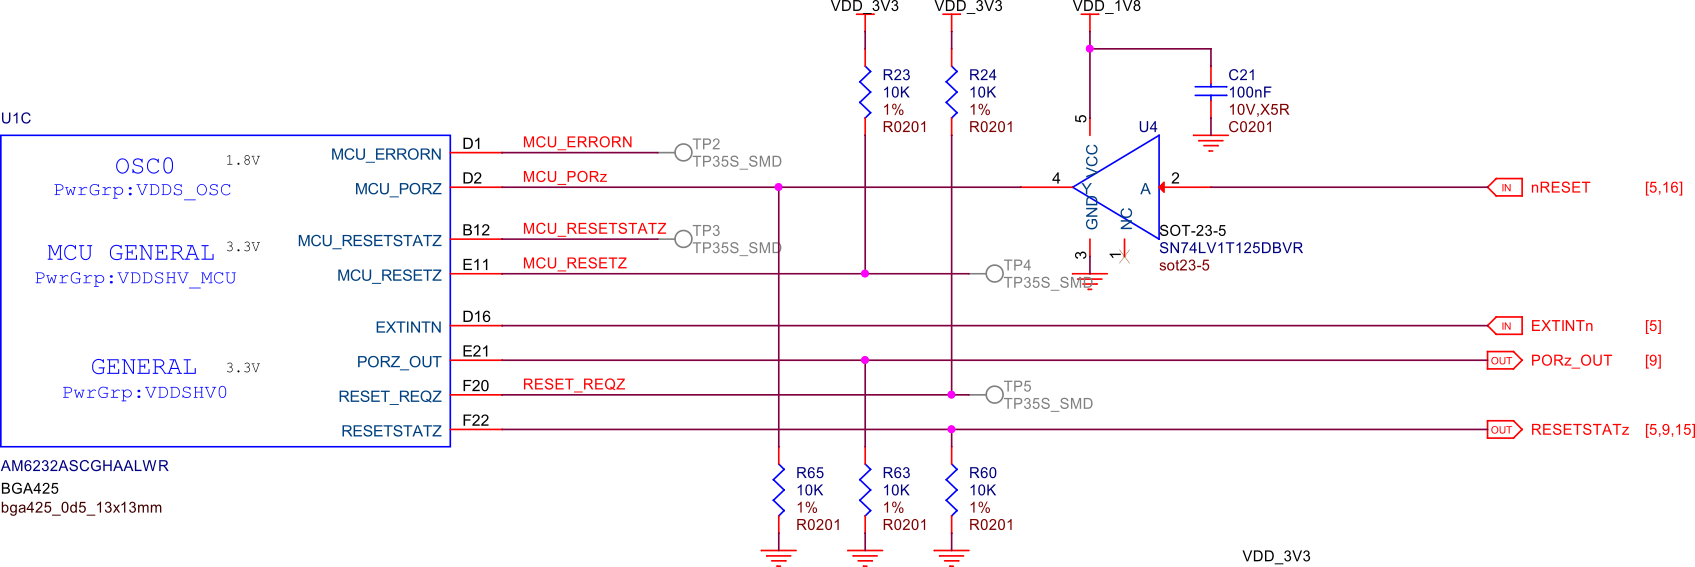 VDD_3V3
VDD_3V3
VDD_1V8
R23
10K
1%
R0201
R24
10K
1%
R0201
C21
100nF
10V,X5R
C0201
U1C
OSC0
1.8V
PwrGrp:VDDS_OSC
MCU GENERAL
3.3V
PwrGrp:VDDSHV_MCU
GENERAL
3.3V
PwrGrp:VDDSHV0
MCU_ERRORN
D1
MCU_ERRORN
TP2
TP35S_SMD
MCU_PORZ
D2
MCU_PORz
MCU_RESETSTATZ
B12
MCU_RESETSTATZ
TP3
TP35S_SMD
MCU_RESETZ
E11
MCU_RESETZ
TP4
TP35S_SMD
EXTINTN
D16
PORZ_OUT
E21
RESET_REQZ
F20
RESET_REQZ
TP5
TP35S_SMD
RESETSTATZ
F22
U4
5
VCC
4
Y
A
2
GND
NC
3
1
SOT-23-5
SN74LV1T125DBVR
sot23-5
IN
nRESET
[5,16]
IN
EXTINTn
[5]
OUT
PORz_OUT
[9]
OUT
RESETSTATz
[5,9,15]
AM6232ASCGHAALWR
BGA425
bga425_0d5_13x13mm
R65
10K
1%
R0201
R63
10K
1%
R0201
R60
10K
1%
R0201
VDD_3V3